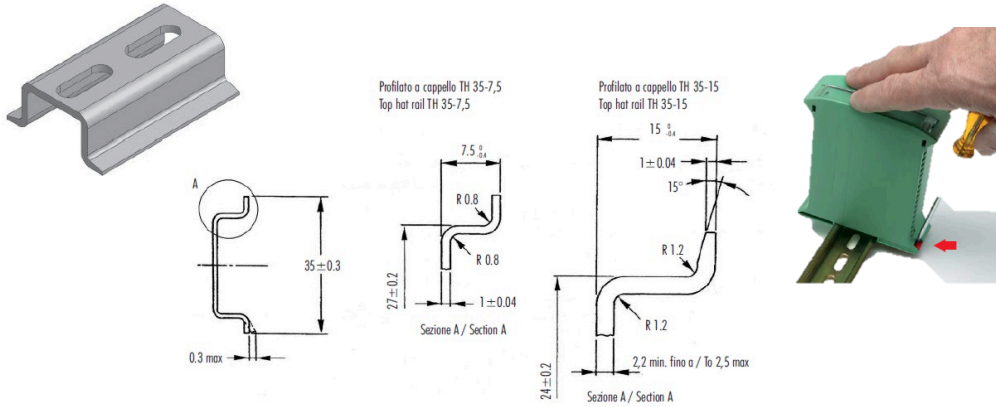 Profilato a cappello TH 35-7,5
Top hat rail TH 35-7,5
Profilato a cappello TH 35-15
Top hat rail TH 35-15
A
35±0.3
0.3 max
7.5 0 -0.4
R 0.8
R 0.8
27±0.2
1±0.04
Sezione A / Section A
15 0 -0.4
1±0.04
15°
R 1.2
R 1.2
24±0.2
2,2 min. fino a / To 2,5 max
Sezione A / Section A